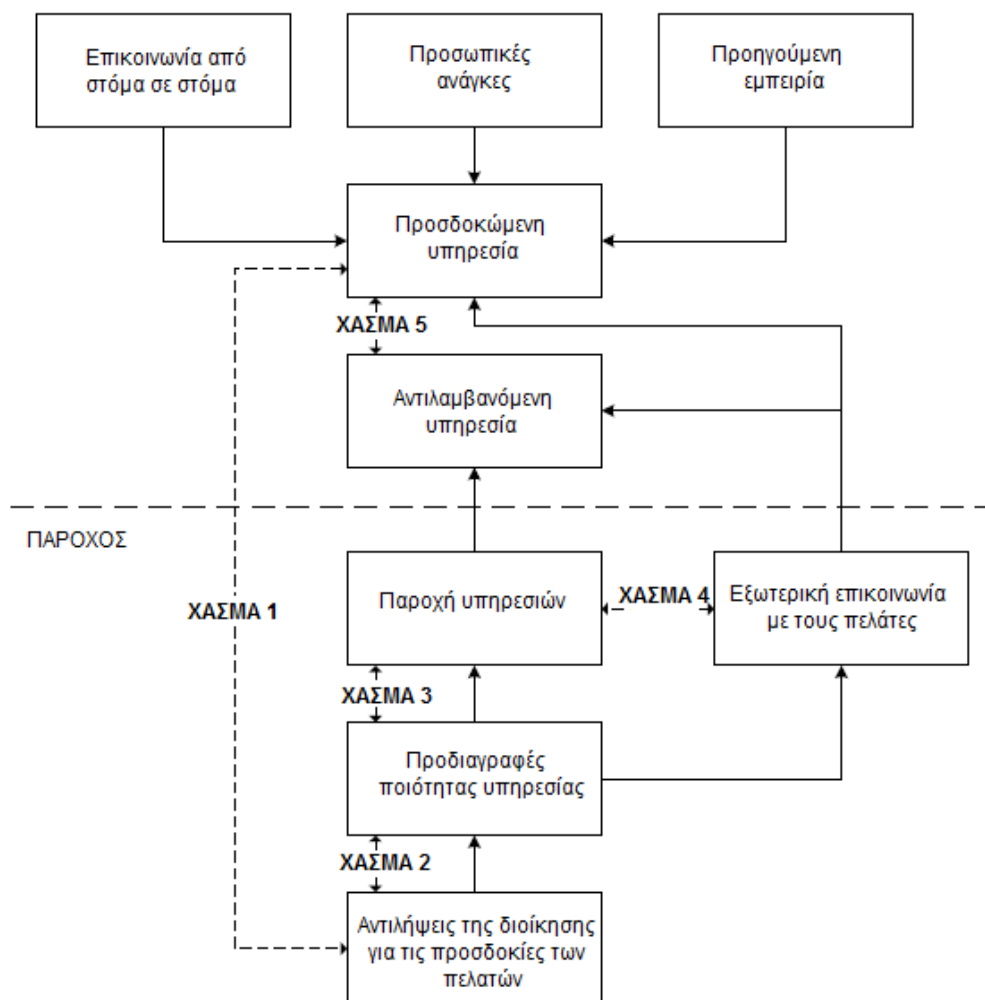 Επικοινωνία από
στόμα σε στόμα
Προσωπικές
ανάγκες
Προηγούμενη
εμπειρία
Προσδοκώμενη
υπηρεσία
ΧΑΣΜΑ 5
Αντιλαμβανόμενη
υπηρεσία
ΠΑΡΟΧΟΣ
ΧΑΣΜΑ 1
Παροχή υπηρεσιών
ΧΑΣΜΑ 4
Εξωτερική επικοινωνία
με τους πελάτες
ΧΑΣΜΑ 3
Προδιαγραφές
ποιότητας υπηρεσίας
ΧΑΣΜΑ 2
Αντιλήψεις της διοίκησης
για τις προσδοκίες των
πελατών